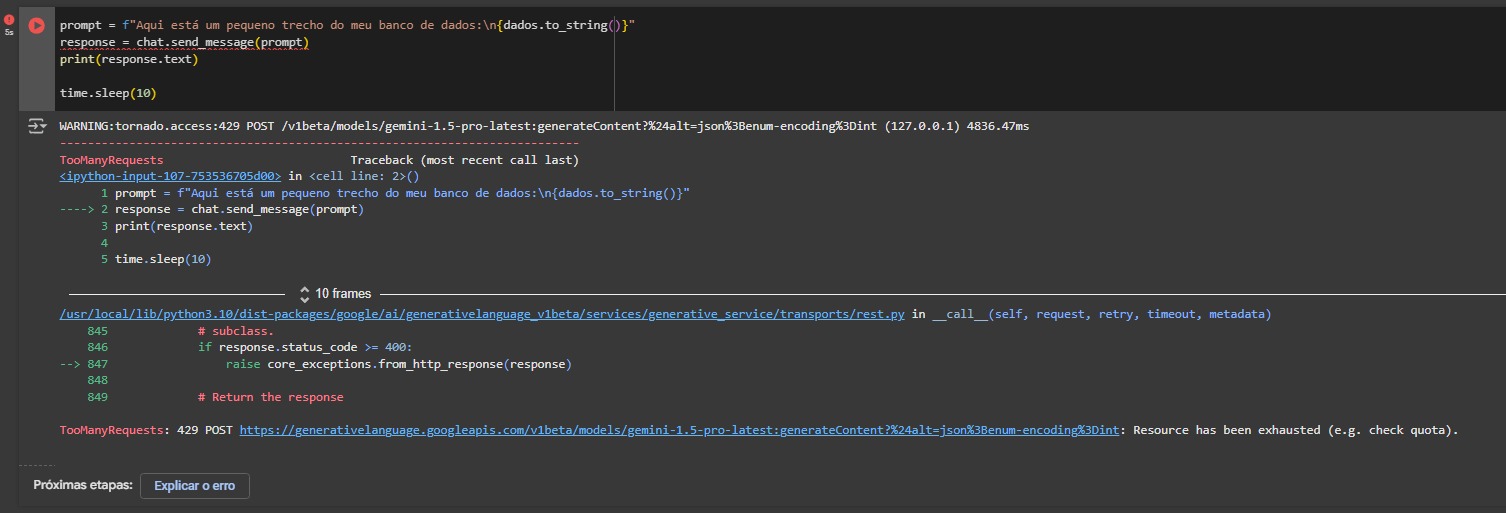 5s
prompt = f"Aqui está um pequeno trecho do meu banco de dados:\n{dados.to_string()}"
response = chat.send_message(prompt)
print(response.text)
time.sleep(10)
WARNING:tornado.access:429 POST /v1beta/models/gemini-1.5-pro-latest:generateContent?%24alt=json%3Benum-encoding%3Dint (127.0.0.1) 4836.47ms
---------------------------------------------------------------------------
TooManyRequests                           Traceback (most recent call last)
<ipython-input-107-753536705d00> in <cell line: 2>()
      1 prompt = f"Aqui está um pequeno trecho do meu banco de dados:\n{dados.to_string()}"
----> 2 response = chat.send_message(prompt)
      3 print(response.text)
      4
      5 time.sleep(10)
10 frames
/usr/local/lib/python3.10/dist-packages/google/ai/generativelanguage_v1beta/services/generative_service/transports/rest.py in __call__(self, request, retry, timeout, metadata)
    845             # subclass.
    846             if response.status_code >= 400:
--> 847                 raise core_exceptions.from_http_response(response)
    848
    849             # Return the response
TooManyRequests: 429 POST https://generativelanguage.googleapis.com/v1beta/models/gemini-1.5-pro-latest:generateContent?%24alt=json%3Benum-encoding%3Dint: Resource has been exhausted (e.g. check quota).
Próximas etapas: Explicar o erro